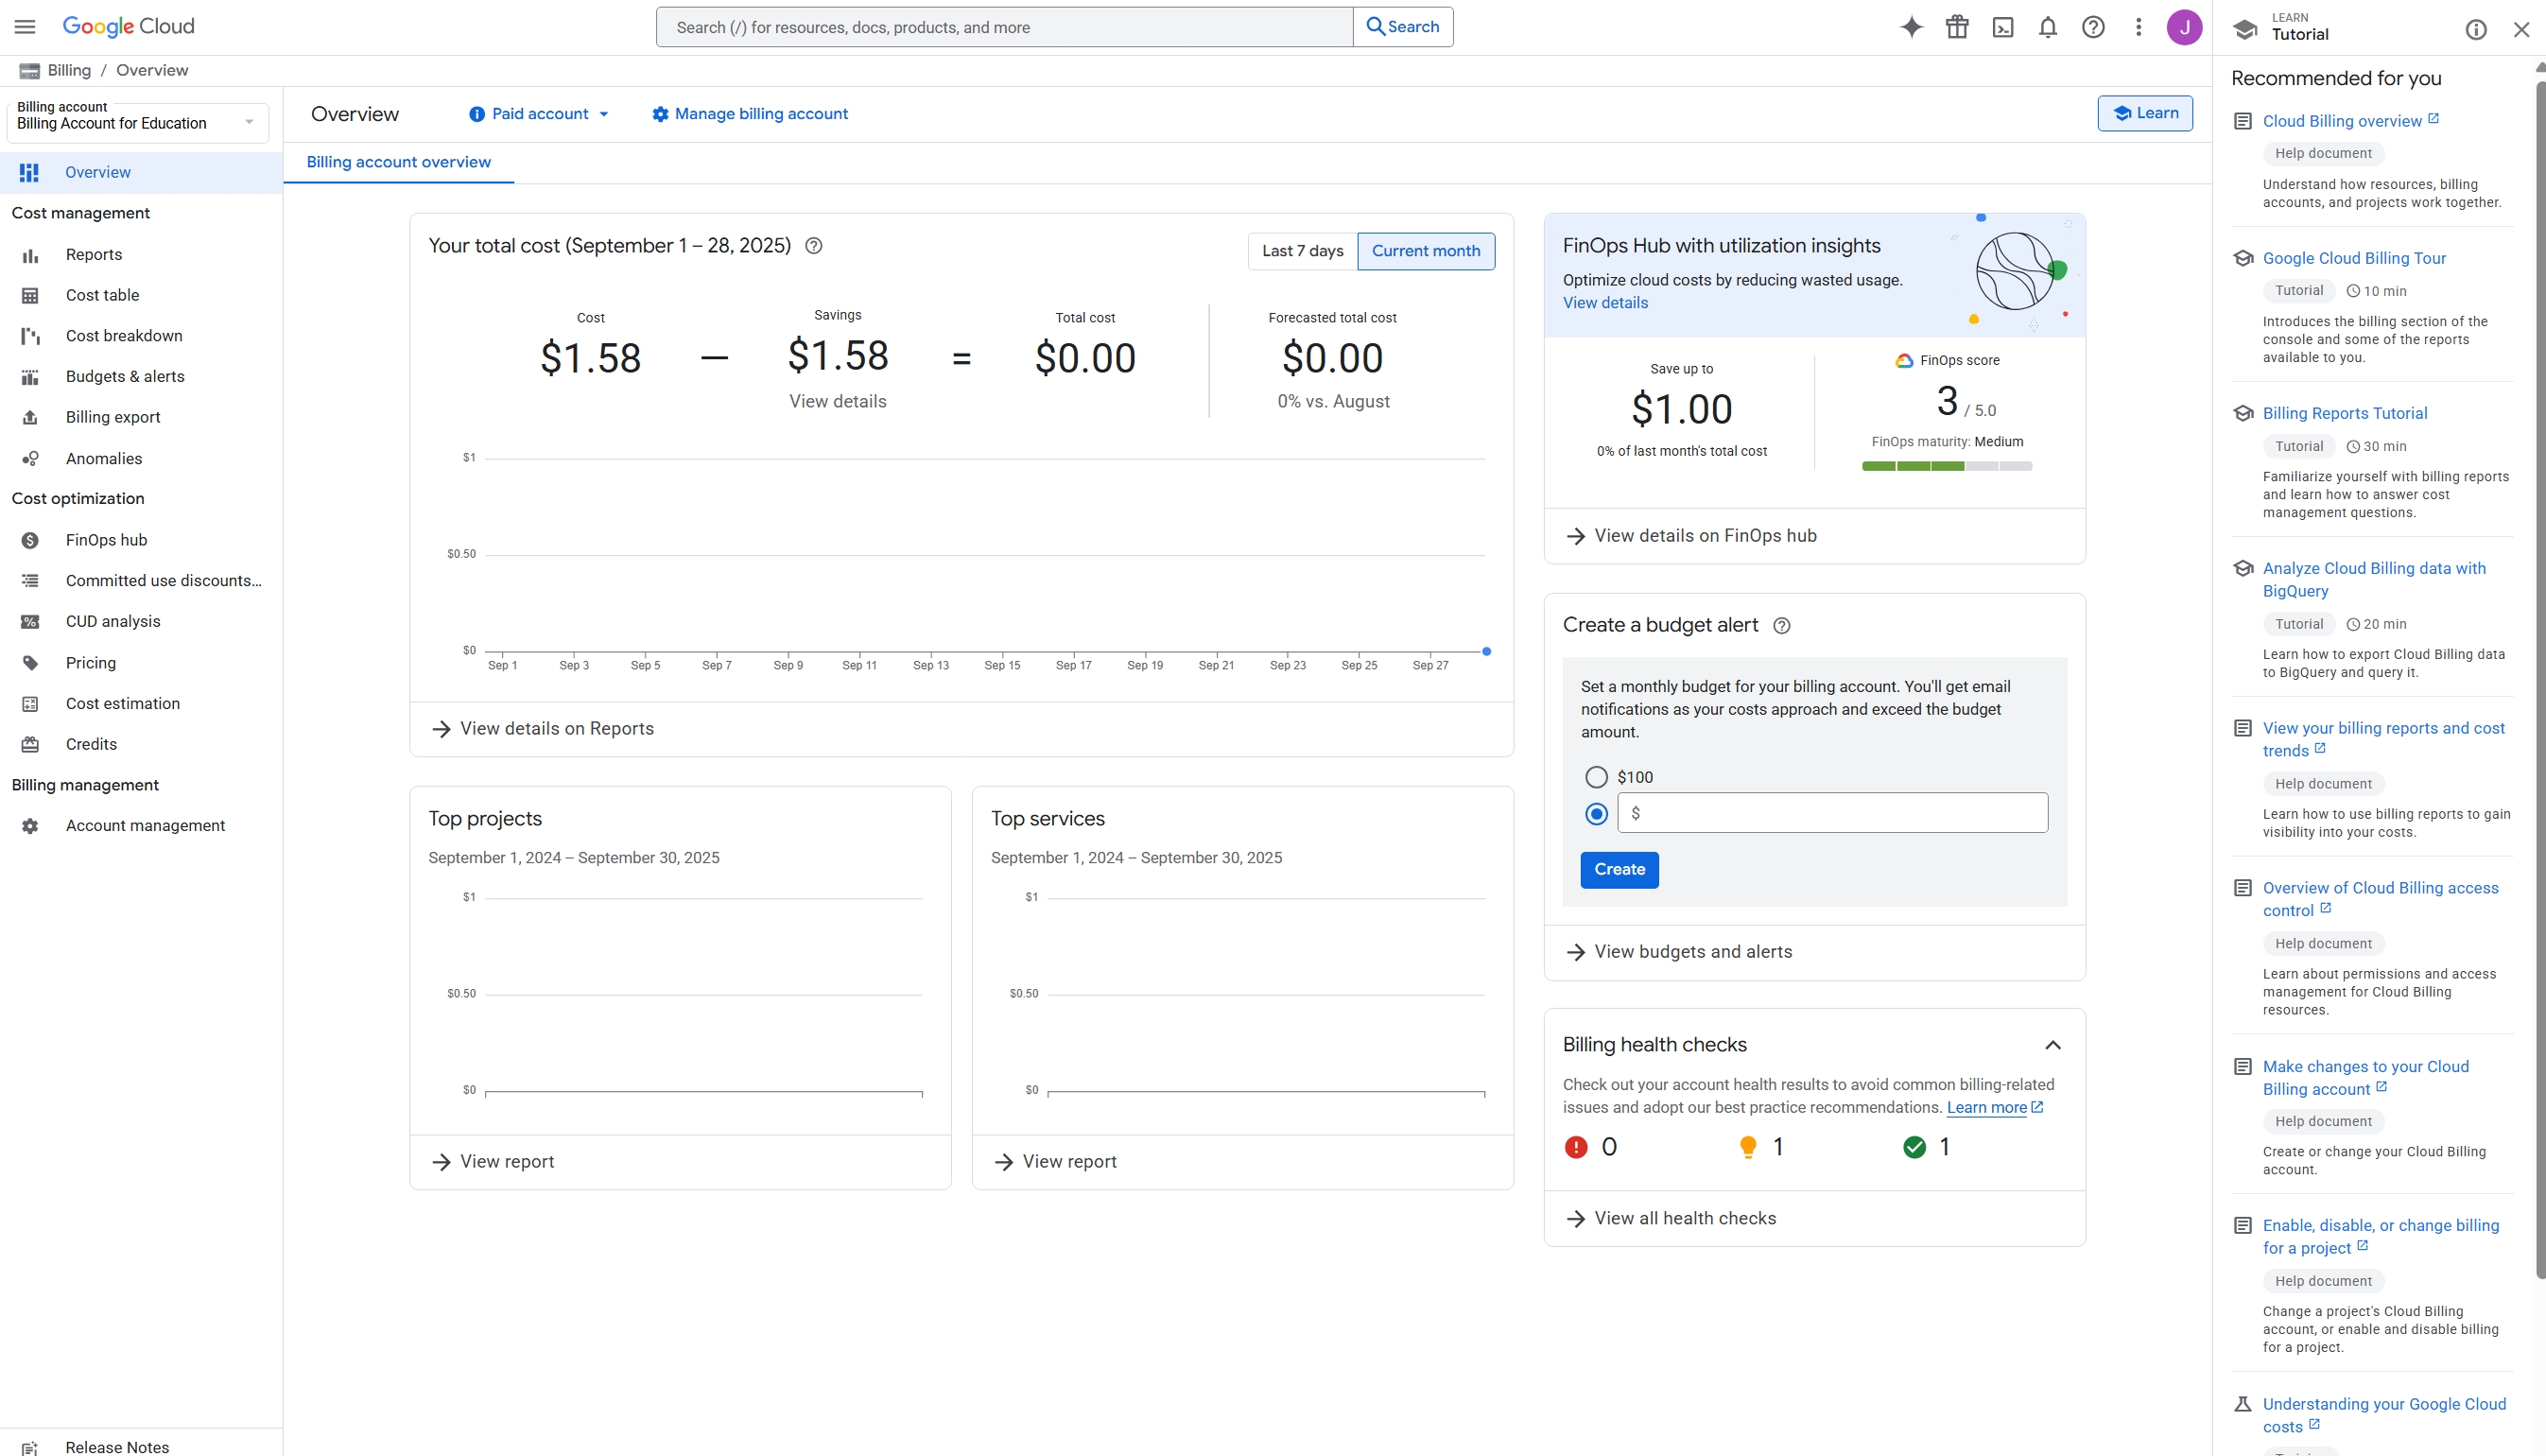 Google Cloud
Search (/) for resources, docs, products, and more
Search
J
LEARN
Tutorial
Billing / Overview
Billing account
Billing Account for Education
Overview
Cost management
Reports
Cost table
Cost breakdown
Budgets & alerts
Billing export
Anomalies
Cost optimization
FinOps hub
Committed use discounts...
CUD analysis
Pricing
Cost estimation
Credits
Billing management
Account management
Release Notes
Overview
Paid account
Manage billing account
Learn
Billing account overview
Your total cost (September 1 – 28, 2025)
Last 7 days
Current month
Cost
$1.58
–
Savings
$1.58
View details
=
Total cost
$0.00
Forecasted total cost
$0.00
0% vs. August
$1
$0.50
$0
Sep 1 Sep 3 Sep 5 Sep 7 Sep 9 Sep 11 Sep 13 Sep 15 Sep 17 Sep 19 Sep 21 Sep 23 Sep 25 Sep 27
View details on Reports
Top projects
September 1, 2024 – September 30, 2025
$1
$0.50
$0
View report
Top services
September 1, 2024 – September 30, 2025
$1
$0.50
$0
View report
FinOps Hub with utilization insights
Optimize cloud costs by reducing wasted usage.
View details
Save up to
$1.00
0% of last month's total cost
FinOps score
3 / 5.0
FinOps maturity: Medium
View details on FinOps hub
Create a budget alert
Set a monthly budget for your billing account. You'll get email
notifications as your costs approach and exceed the budget
amount.
$100
$
Create
View budgets and alerts
Billing health checks
Check out your account health results to avoid common billing-related
issues and adopt our best practice recommendations. Learn more
0
1
1
View all health checks
Recommended for you
Cloud Billing overview
Help document
Understand how resources, billing
accounts, and projects work together.
Google Cloud Billing Tour
Tutorial 10 min
Introduces the billing section of the
console and some of the reports
available to you.
Billing Reports Tutorial
Tutorial 30 min
Familiarize yourself with billing reports
and learn how to answer cost
management questions.
Analyze Cloud Billing data with
BigQuery
Tutorial 20 min
Learn how to export Cloud Billing data
to BigQuery and query it.
View your billing reports and cost
trends
Help document
Learn how to use billing reports to gain
visibility into your costs.
Overview of Cloud Billing access
control
Help document
Learn about permissions and access
management for Cloud Billing
resources.
Make changes to your Cloud
Billing account
Help document
Create or change your Cloud Billing
account.
Enable, disable, or change billing
for a project
Help document
Change a project's Cloud Billing
account, or enable and disable billing
for a project.
Understanding your Google Cloud
costs